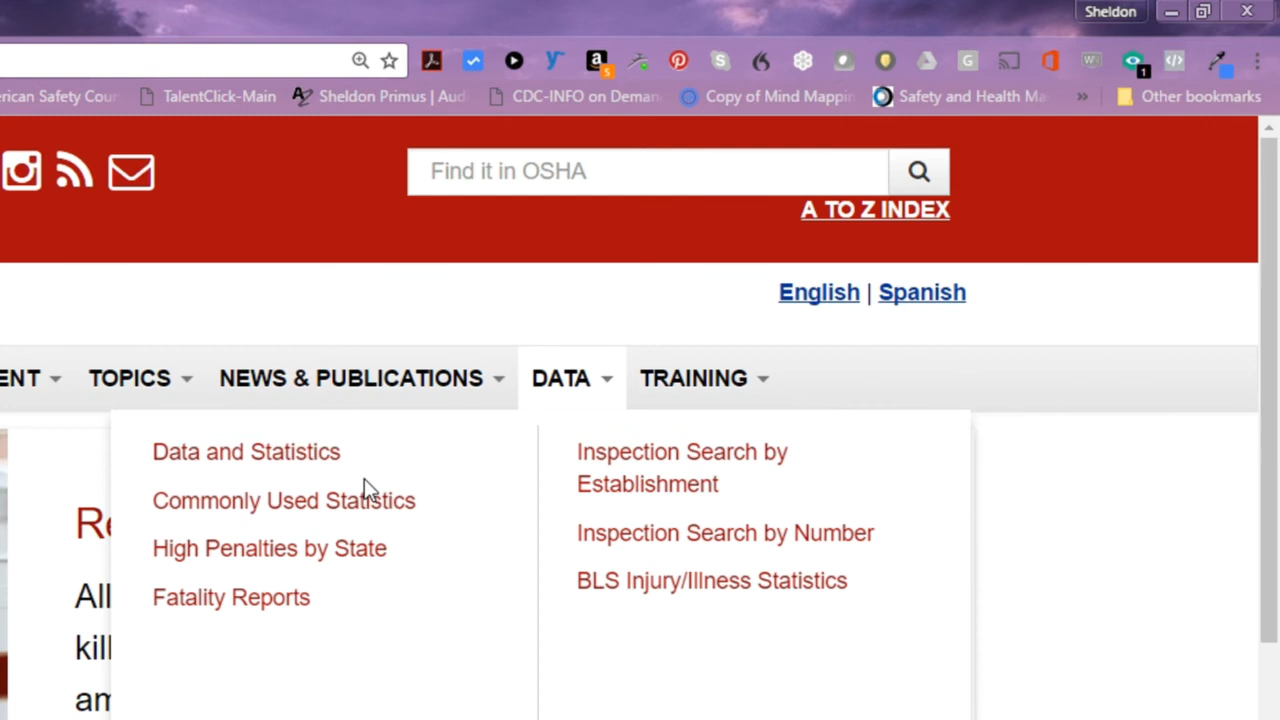 Sheldon
5
G
W
1
erican Safety Cour
TalentClick-Main
Sheldon Primus | Aud
CDC-INFO on Deman
Copy of Mind Mappin
Safety and Health Ma
»
Other bookmarks
Find it in OSHA
A TO Z INDEX
English | Spanish
ENT
TOPICS
NEWS & PUBLICATIONS
DATA
TRAINING
Data and Statistics
Commonly Used Statistics
High Penalties by State
Fatality Reports
Inspection Search by
Establishment
Inspection Search by Number
BLS Injury/Illness Statistics
Re
All
kill
am